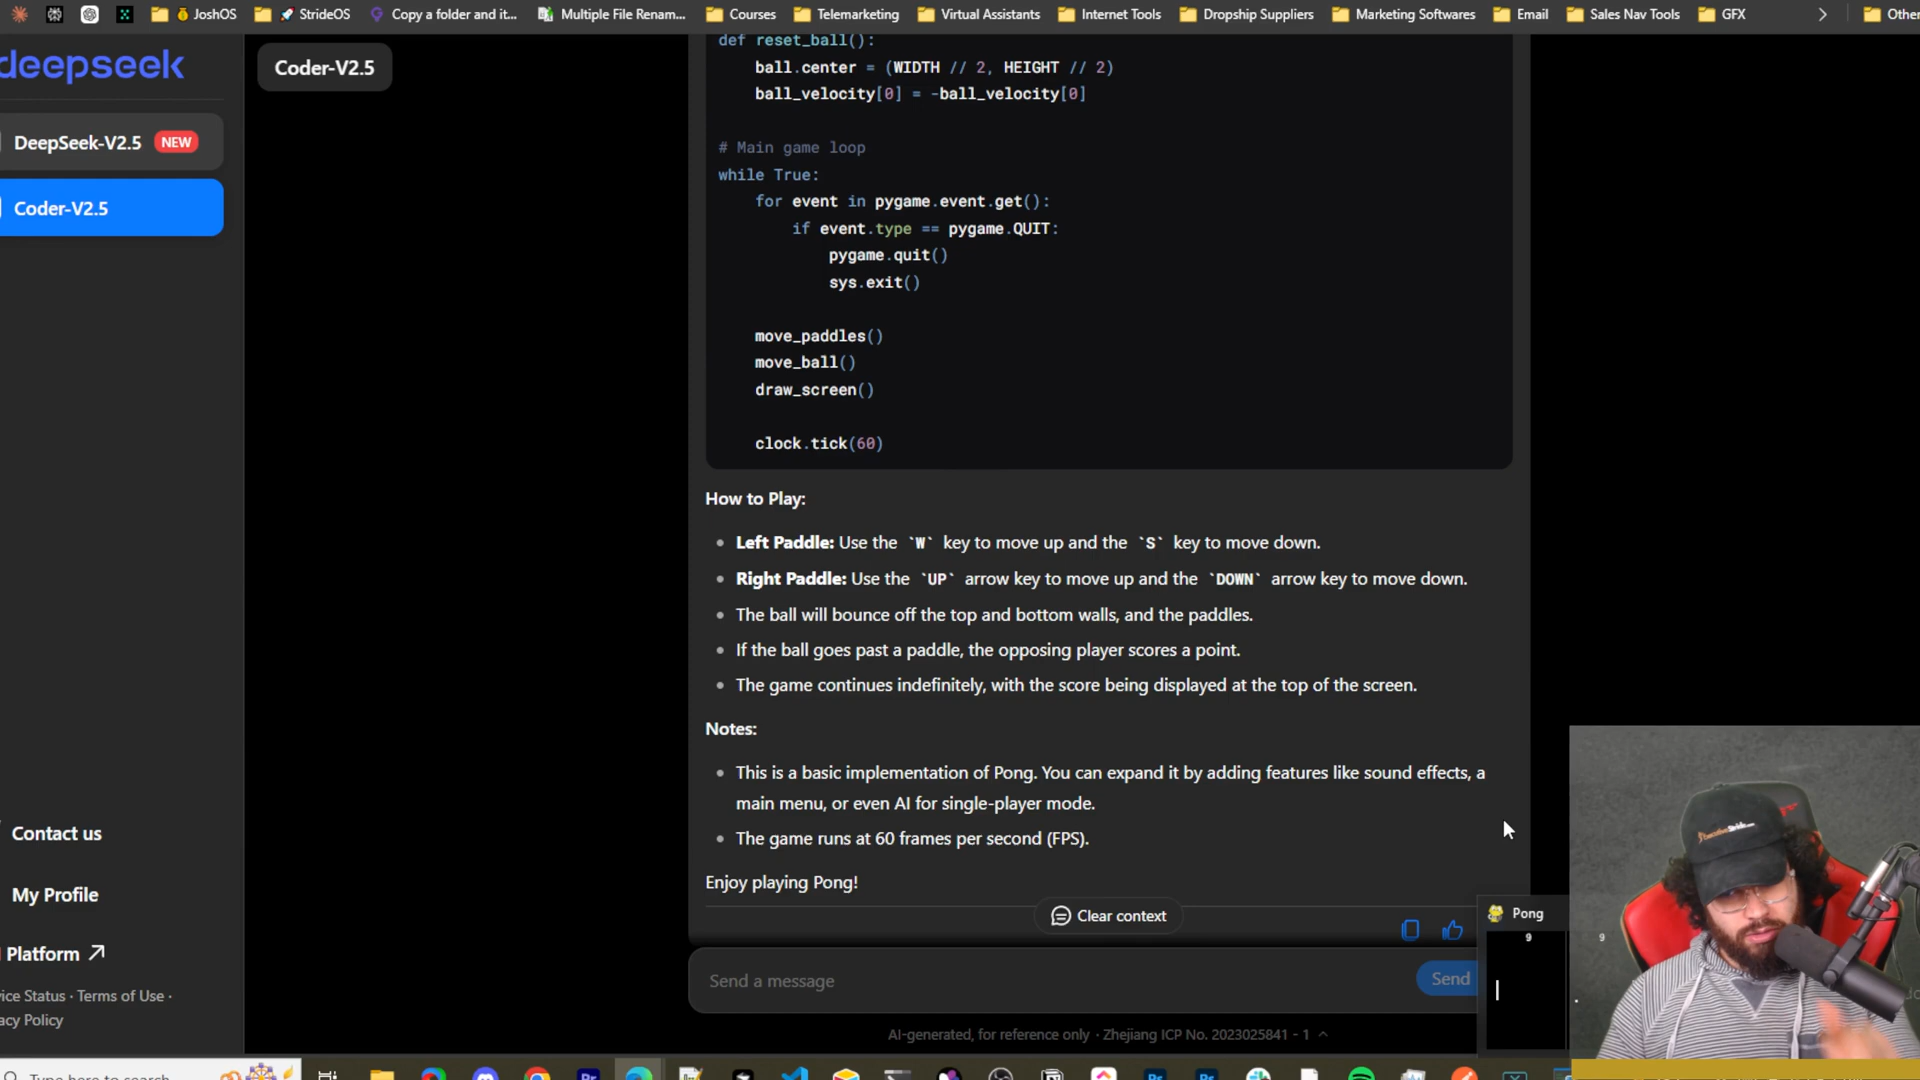 JoshOS
StrideOS
Copy a folder and it...
Multiple File Renam...
Courses
Telemarketing
Virtual Assistants
Internet Tools
Dropship Suppliers
Marketing Softwares
Email
Sales Nav Tools
GFX
Other
deepseek
DeepSeek-V2.5 NEW
Coder-V2.5
Contact us
My Profile
Platform
vice Status · Terms of Use ·
acy Policy
Coder-V2.5
def reset_ball():
ball.center = (WIDTH // 2, HEIGHT // 2)
ball_velocity[0] = -ball_velocity[0]
# Main game loop
while True:
for event in pygame.event.get():
if event.type == pygame.QUIT:
pygame.quit()
sys.exit()
move_paddles()
move_ball()
draw_screen()
clock.tick(60)
How to Play:
• Left Paddle: Use the `W` key to move up and the `S` key to move down.
• Right Paddle: Use the `UP` arrow key to move up and the `DOWN` arrow key to move down.
• The ball will bounce off the top and bottom walls, and the paddles.
• If the ball goes past a paddle, the opposing player scores a point.
• The game continues indefinitely, with the score being displayed at the top of the screen.
Notes:
• This is a basic implementation of Pong. You can expand it by adding features like sound effects, a
main menu, or even AI for single-player mode.
• The game runs at 60 frames per second (FPS).
Enjoy playing Pong!
Clear context
Send a message
Send
AI-generated, for reference only · Zhejiang ICP No. 2023025841 - 1
Pong
9 9
Type here to search